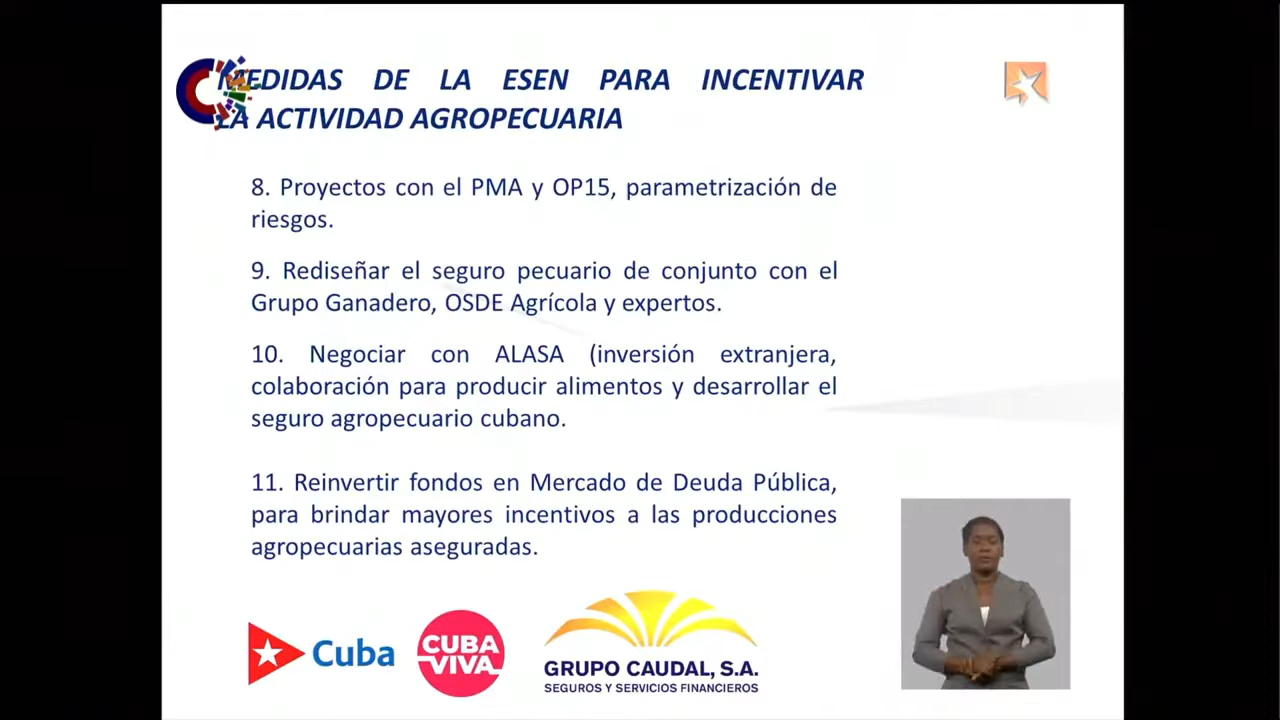 MEDIDAS DE LA ESEN PARA INCENTIVAR
LA ACTIVIDAD AGROPECUARIA
8. Proyectos con el PMA y OP15, parametrización de
riesgos.
9. Rediseñar el seguro pecuario de conjunto con el
Grupo Ganadero, OSDE Agrícola y expertos.
10. Negociar con ALASA (inversión extranjera,
colaboración para producir alimentos y desarrollar el
seguro agropecuario cubano.
11. Reinvertir fondos en Mercado de Deuda Pública,
para brindar mayores incentivos a las producciones
agropecuarias aseguradas.
Cuba
CUBA
VIVA
GRUPO CAUDAL, S.A.
SEGUROS Y SERVICIOS FINANCIEROS